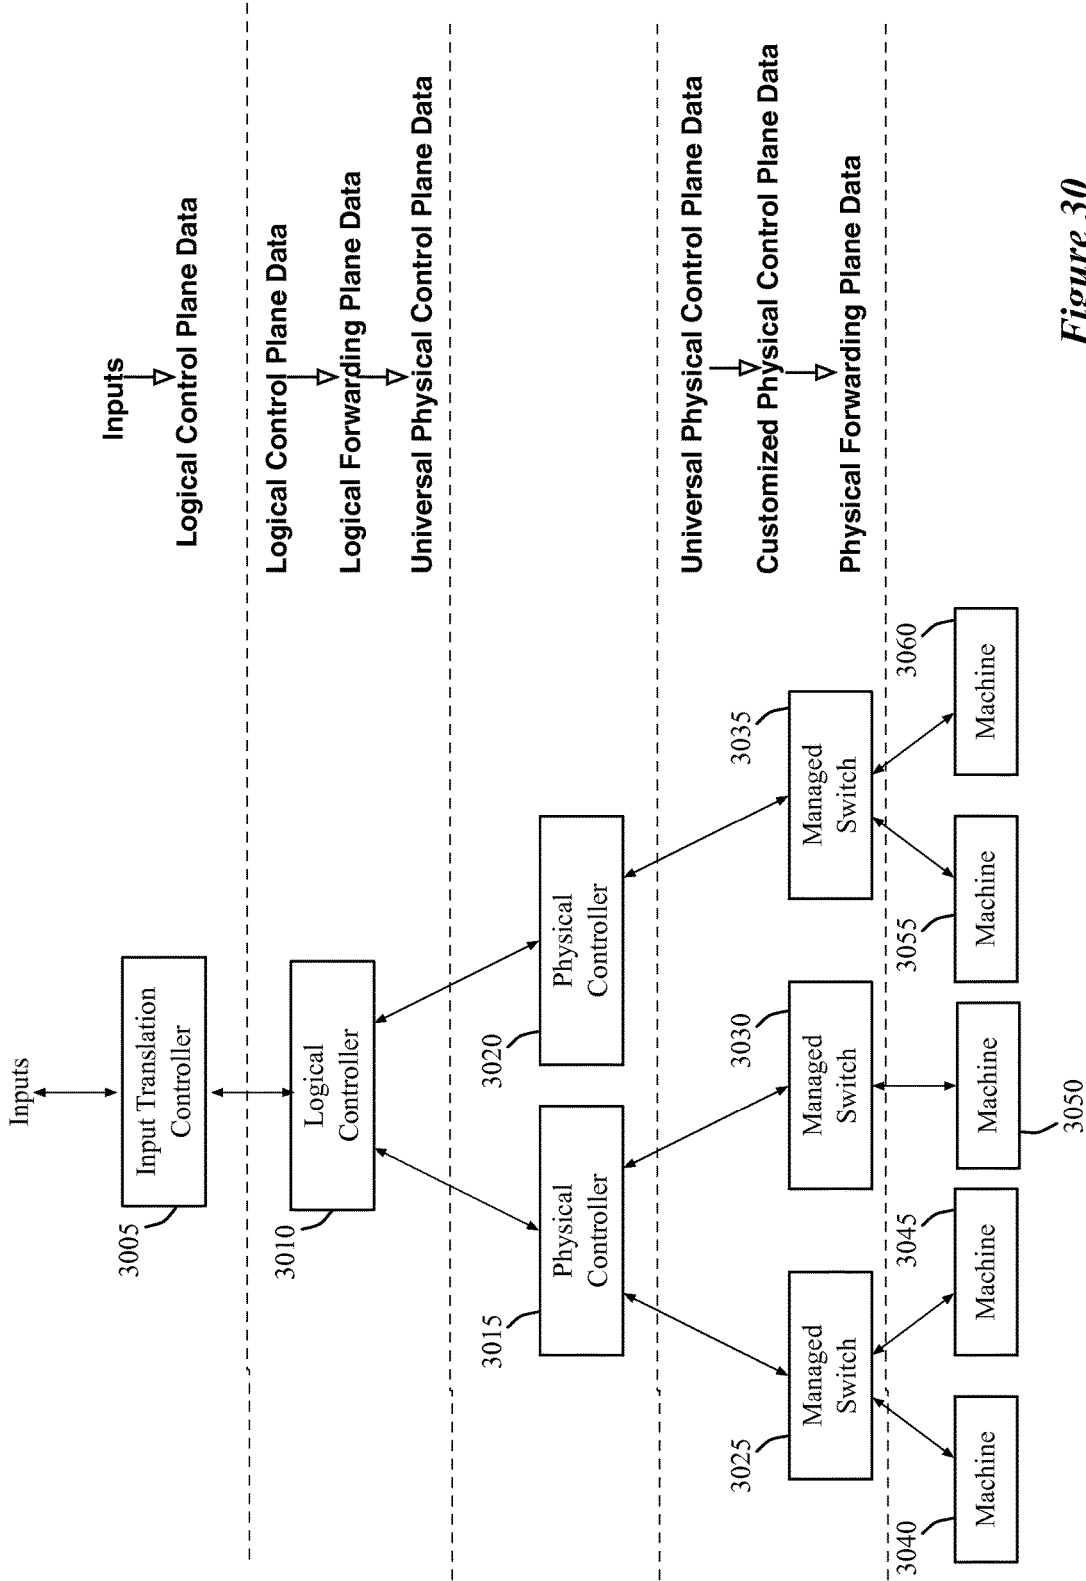 Inputs
Input Translation
Controller
3005
Inputs
Logical Control Plane Data
Logical
Controller
3010
Logical Control Plane Data
Logical Forwarding Plane Data
Universal Physical Control Plane Data
Physical
Controller
3015
Physical
Controller
3020
Managed
Switch
3025
Managed
Switch
3030
Managed
Switch
3035
Universal Physical Control Plane Data
Customized Physical Control Plane Data
Physical Forwarding Plane Data
Machine
3040
Machine
3045
Machine
3050
Machine
3055
Machine
3060
Figure 30